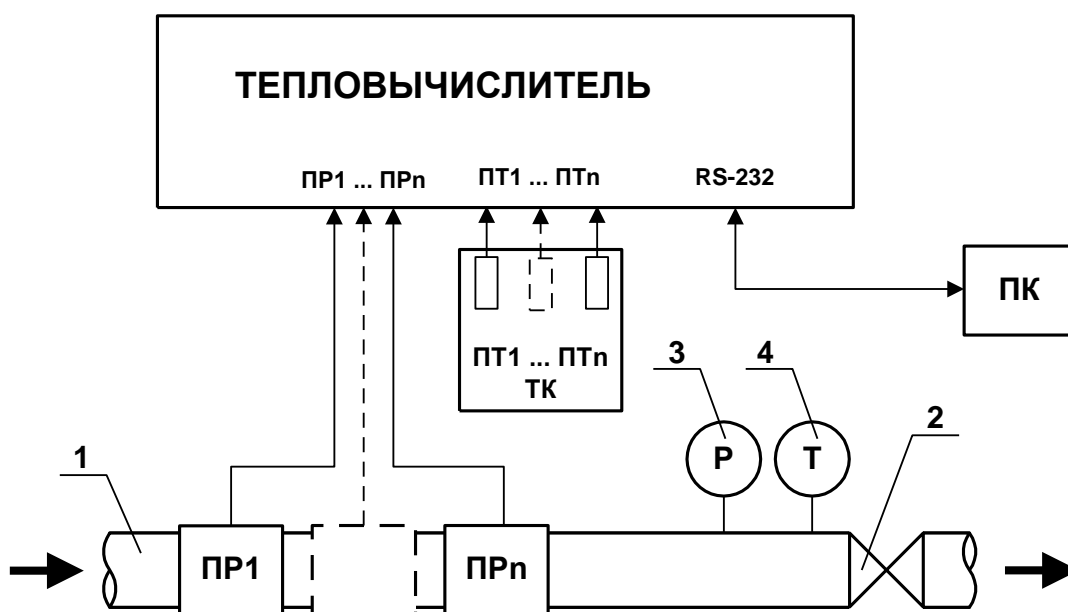 ТЕПЛОВЫЧИСЛИТЕЛЬ
ПР1 ... ПРn ПТ1 ... ПТn RS-232
ПК
ПТ1 ... ПТn
ТК
3 4
2
1
P T
ПР1 ПРn